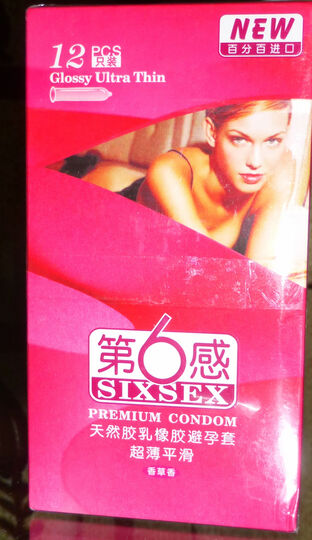 NEW
百分百进口
12 PCS
只装
Glossy Ultra Thin
第6感
SIXSEX
PREMIUM CONDOM
天然胶乳橡胶避孕套
超薄平滑
香草香